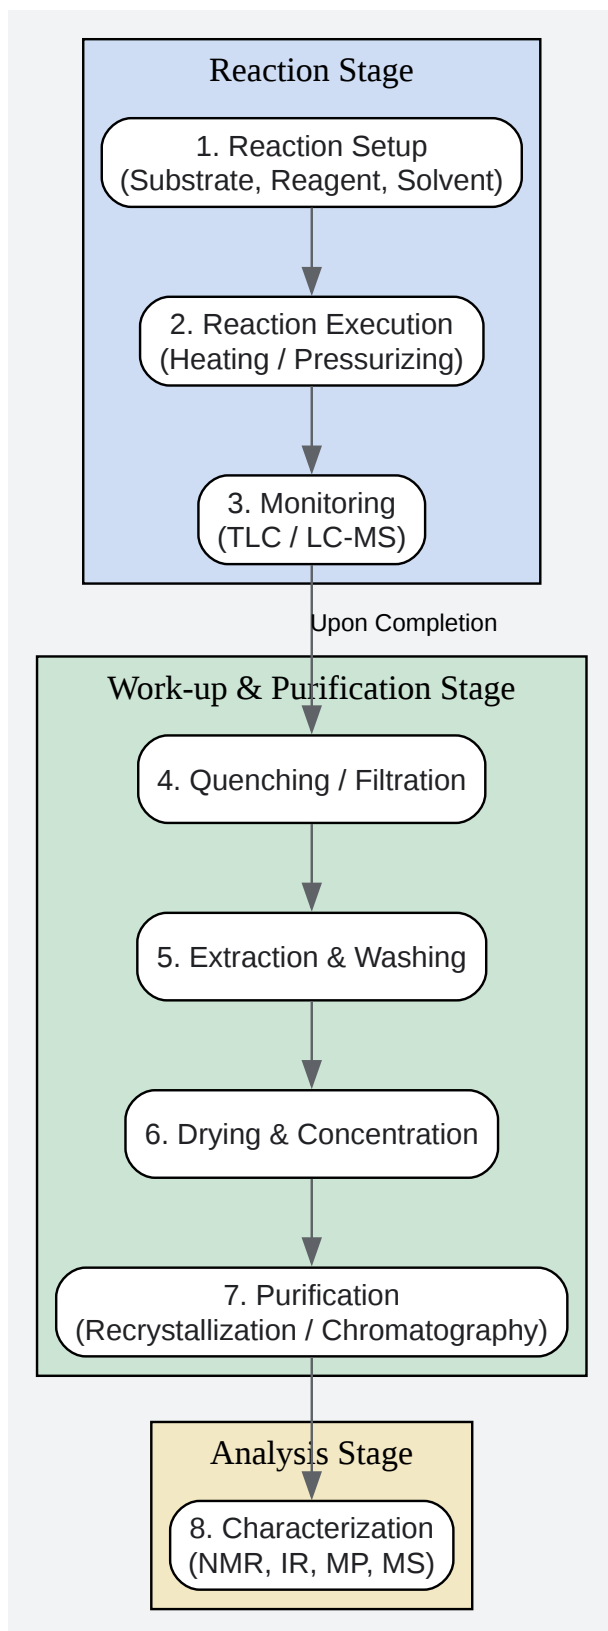 Reaction Stage
1. Reaction Setup
(Substrate, Reagent, Solvent)
2. Reaction Execution
(Heating / Pressurizing)
3. Monitoring
(TLC / LC-MS)
Upon Completion
Work-up & Purification Stage
4. Quenching / Filtration
5. Extraction & Washing
6. Drying & Concentration
7. Purification
(Recrystallization / Chromatography)
Analysis Stage
8. Characterization
(NMR, IR, MP, MS)